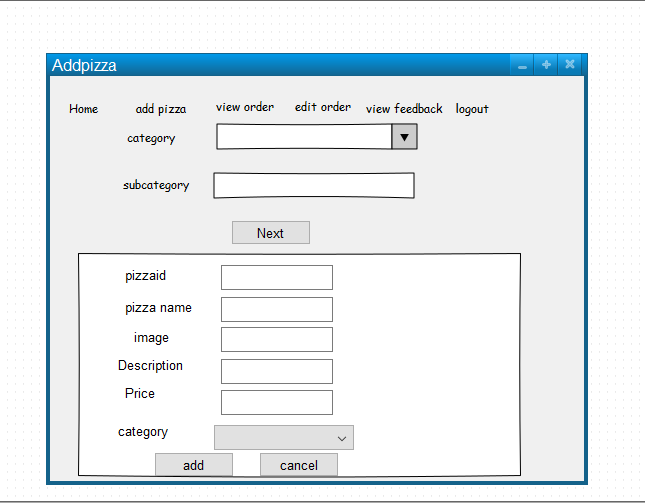 Addpizza
Home add pizza view order edit order view feedback logout
category
subcategory
Next
pizzaid
pizza name
image
Description
Price
category
add cancel